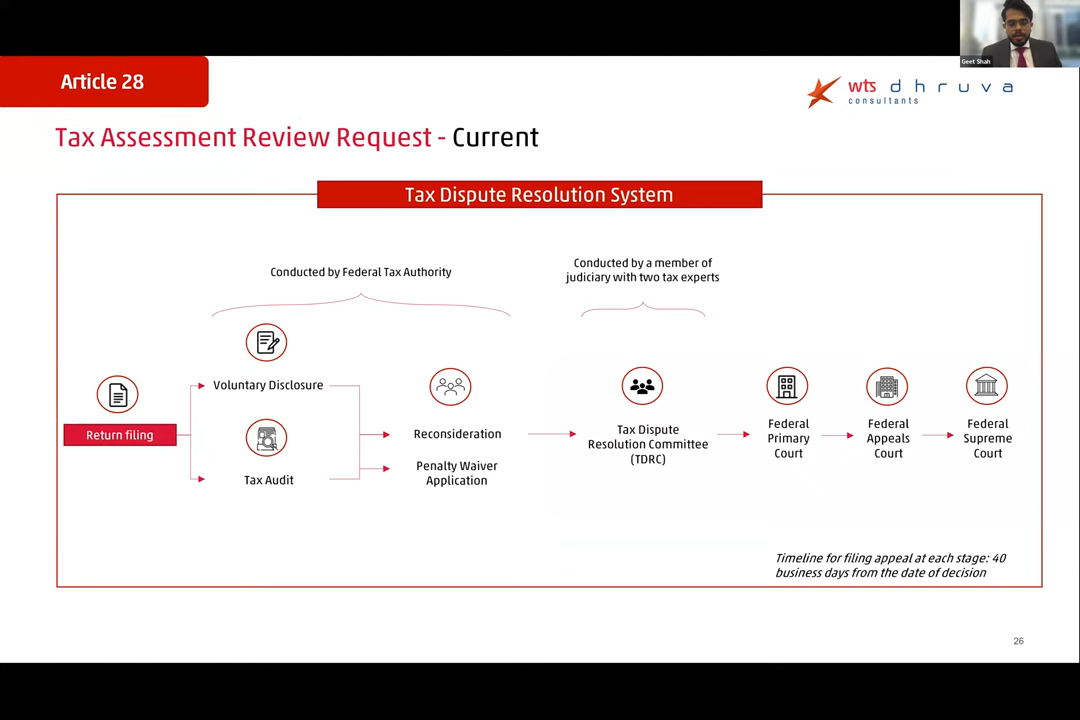 Geet Shah
Article 28
wts dhruva
consultants
Tax Assessment Review Request - Current
Tax Dispute Resolution System
Conducted by Federal Tax Authority
Conducted by a member of
judiciary with two tax experts
Return filing
Voluntary Disclosure
Tax Audit
Reconsideration
Penalty Waiver
Application
Tax Dispute
Resolution Committee
(TDRC)
Federal
Primary
Court
Federal
Appeals
Court
Federal
Supreme
Court
Timeline for filing appeal at each stage: 40
business days from the date of decision
26